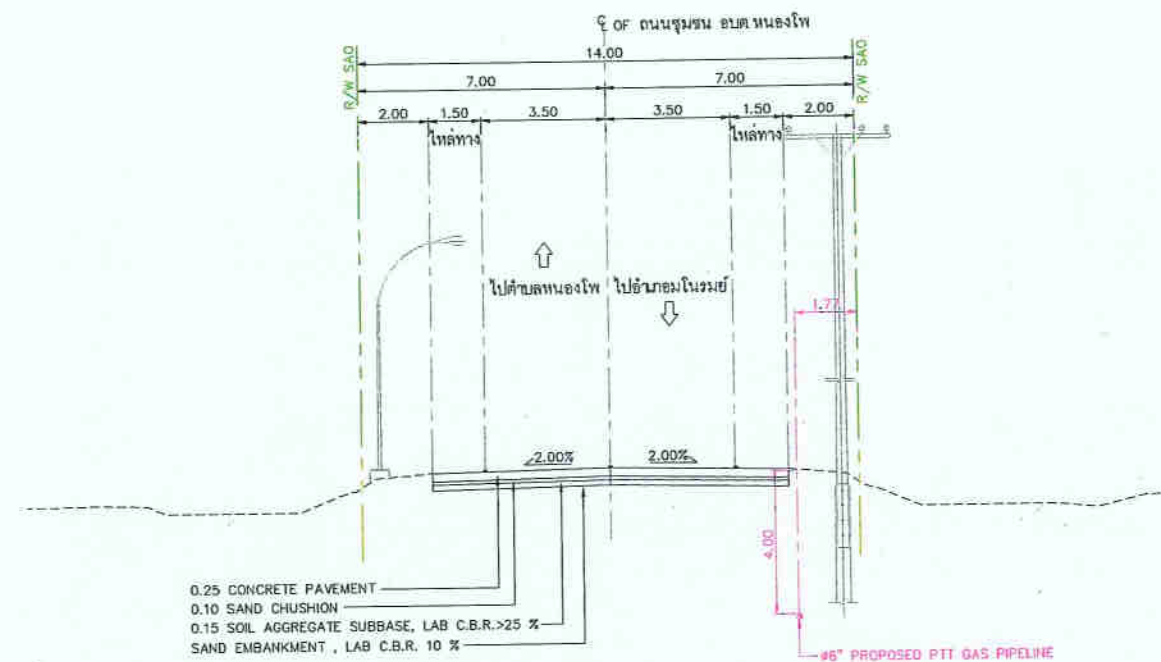 ℄ OF ถนนชุมชน อบต.หนองโพ
14.00
R/W SAO
R/W SAO
7.00 7.00
2.00 1.50 3.50 3.50 1.50 2.00
ไหล่ทาง ไหล่ทาง
ไปตำบลหนองโพ ไปอำเภอมโนรมย์
1.77
2.00% 2.00%
4.00
0.25 CONCRETE PAVEMENT
0.10 SAND CHUSHION
0.15 SOIL AGGREGATE SUBBASE, LAB C.B.R.>25 %
SAND EMBANKMENT , LAB C.B.R. 10 %
ø6" PROPOSED PTT GAS PIPELINE